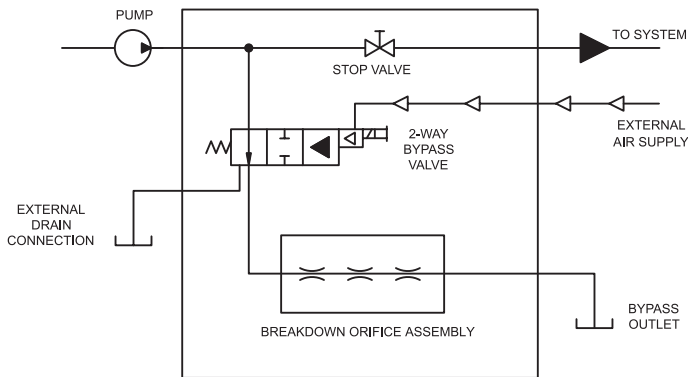 PUMP
TO SYSTEM
STOP VALVE
2-WAY
BYPASS
VALVE
EXTERNAL
AIR SUPPLY
EXTERNAL
DRAIN
CONNECTION
BREAKDOWN ORIFICE ASSEMBLY
BYPASS
OUTLET